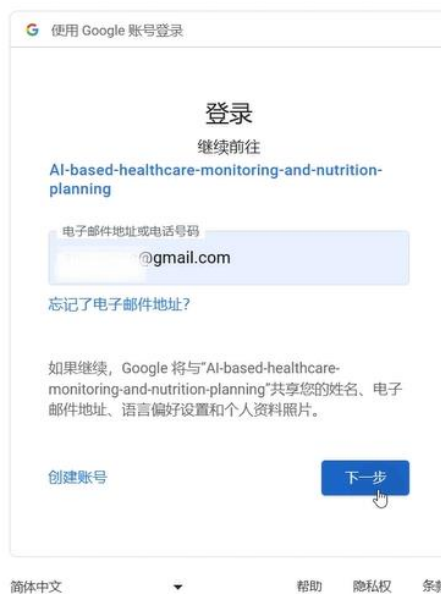 使用 Google 账号登录
登录
继续前往
AI-based-healthcare-monitoring-and-nutrition-
planning
电子邮件地址或电话号码
@gmail.com
忘记了电子邮件地址？
如果继续，Google 将与“AI-based-healthcare-
monitoring-and-nutrition-planning”共享您的姓名、电子
邮件地址、语言偏好设置和个人资料照片。
创建账号
下一步
简体中文
帮助
隐私权